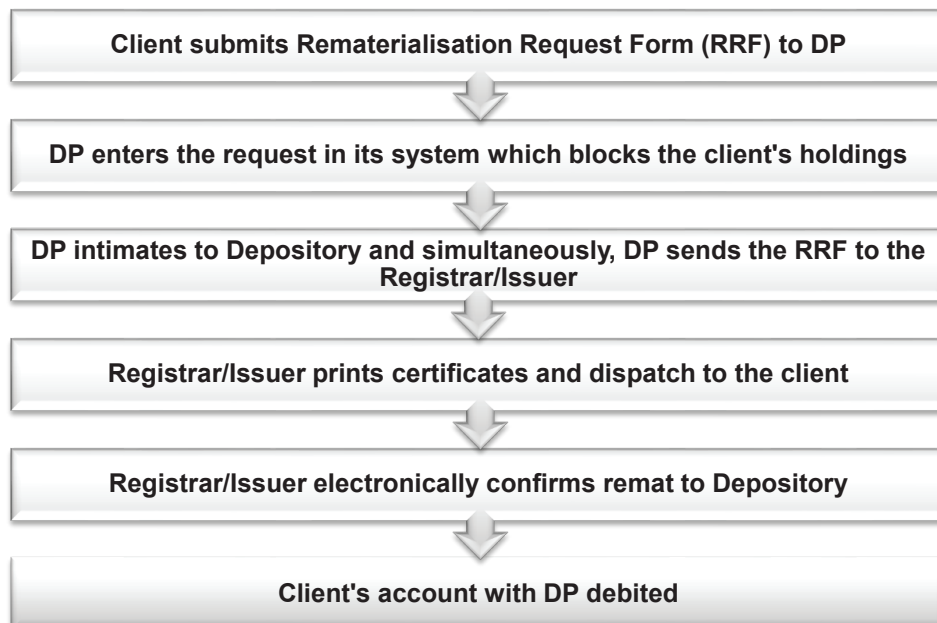 Client submits Rematerialisation Request Form (RRF) to DP
DP enters the request in its system which blocks the client's holdings
DP intimates to Depository and simultaneously, DP sends the RRF to the
Registrar/Issuer
Registrar/Issuer prints certificates and dispatch to the client
Registrar/Issuer electronically confirms remat to Depository
Client's account with DP debited